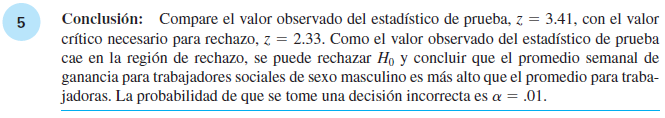 5 Conclusión: Compare el valor observado del estadístico de prueba, z = 3.41, con el valor
crítico necesario para rechazo, z = 2.33. Como el valor observado del estadístico de prueba
cae en la región de rechazo, se puede rechazar H₀ y concluir que el promedio semanal de
ganancia para trabajadores sociales de sexo masculino es más alto que el promedio para traba-
jadoras. La probabilidad de que se tome una decisión incorrecta es α = .01.